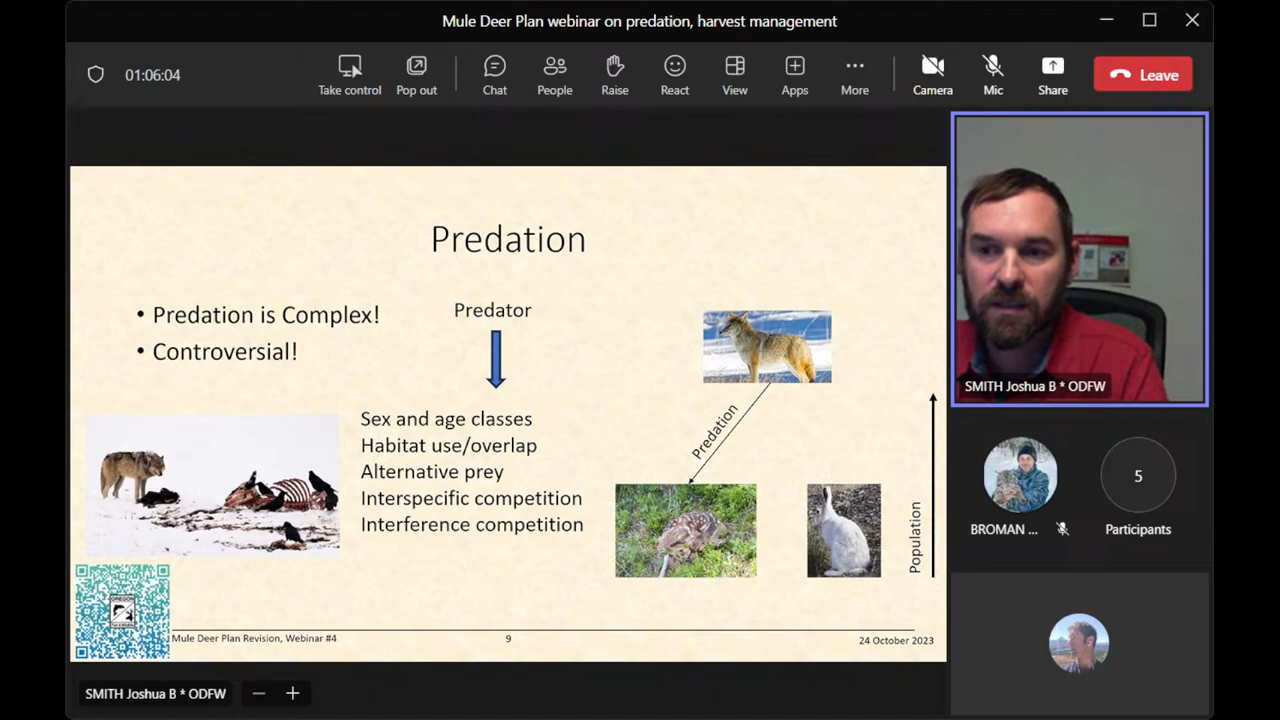 Mule Deer Plan webinar on predation, harvest management
01:06:04
Take control
Pop out
Chat
People
Raise
React
View
Apps
More
Camera
Mic
Share
Leave
Predation
• Predation is Complex!
• Controversial!
Predator
Sex and age classes
Habitat use/overlap
Alternative prey
Interspecific competition
Interference competition
Predation
Population
OREGON
Mule Deer Plan Revision, Webinar #4
9
24 October 2023
SMITH Joshua B * ODFW
BROMAN ...
5
Participants
SMITH Joshua B * ODFW